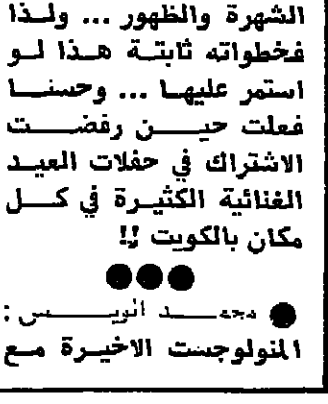 الشهرة والظهور ... ولذا
فخطواته ثابتة هذا لو
استمر عليها ... وحسنا
فعلت حين رفضت
الاشتراك في حفلات العيد
الغنائية الكثيرة في كل
مكان بالكويت !!
●●●
● محمد الويس :
المنولوجست الاخيرة مع